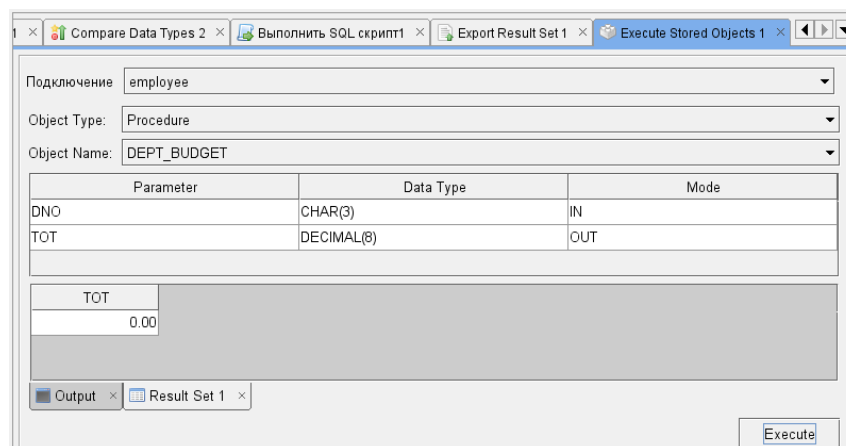 1 Compare Data Types 2 Выполнить SQL скрипт1 Export Result Set 1 Execute Stored Objects 1
Подключение employee
Object Type: Procedure
Object Name: DEPT_BUDGET
Parameter Data Type Mode
DNO CHAR(3) IN
TOT DECIMAL(8) OUT
TOT
0.00
Output Result Set 1
Execute